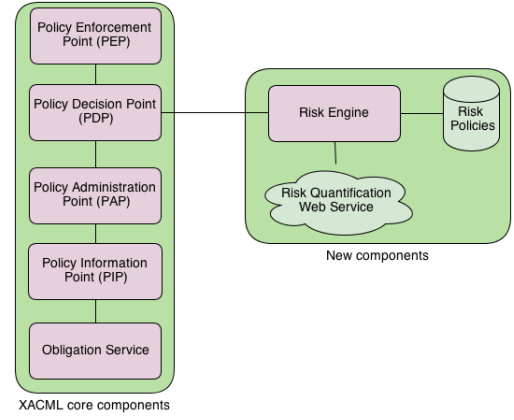 Policy Enforcement
Point (PEP)
Policy Decision Point
(PDP)
Policy Administration
Point (PAP)
Policy Information
Point (PIP)
Obligation Service
XACML core components
Risk Engine
Risk
Policies
Risk Quantification
Web Service
New components